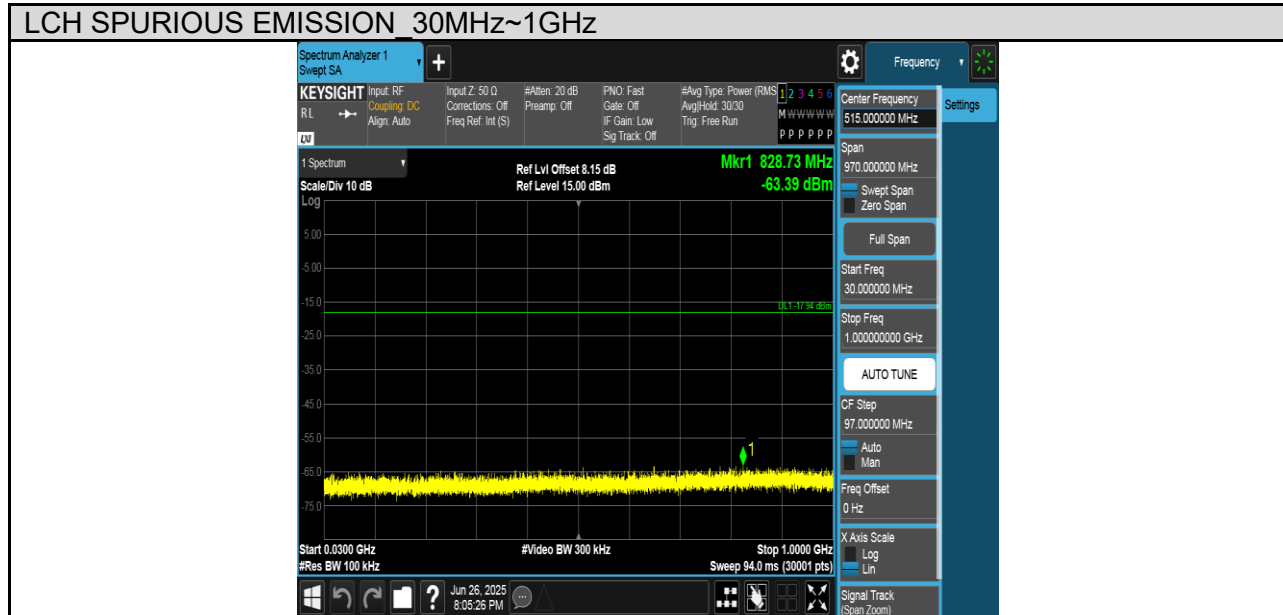 LCH SPURIOUS EMISSION_30MHz~1GHz
Spectrum Analyzer 1
Swept SA
Frequency
KEYSIGHT
RL
LXI
Input: RF
Coupling: DC
Align: Auto
Input Z: 50 Ω
Corrections: Off
Freq Ref: Int (S)
#Atten: 20 dB
Preamp: Off
PNO: Fast
Gate: Off
IF Gain: Low
Sig Track: Off
#Avg Type: Power (RMS
Avg|Hold: 30/30
Trig: Free Run
1 2 3 4 5 6
M W W W W W
P P P P P P
1 Spectrum
Scale/Div 10 dB
Ref Lvl Offset 8.15 dB
Ref Level 15.00 dBm
Mkr1 828.73 MHz
-63.39 dBm
Log
5.00
-5.00
-15.0
DL1 -17.94 dBm
-25.0
-35.0
-45.0
-55.0
1
-65.0
-75.0
Start 0.0300 GHz
#Video BW 300 kHz
Stop 1.0000 GHz
#Res BW 100 kHz
Sweep 94.0 ms (30001 pts)
?
Jun 26, 2025
8:05:26 PM
Center Frequency
515.000000 MHz
Settings
Span
970.000000 MHz
Swept Span
Zero Span
Full Span
Start Freq
30.000000 MHz
Stop Freq
1.000000000 GHz
AUTO TUNE
CF Step
97.000000 MHz
Auto
Man
Freq Offset
0 Hz
X Axis Scale
Log
Lin
Signal Track
(Span Zoom)